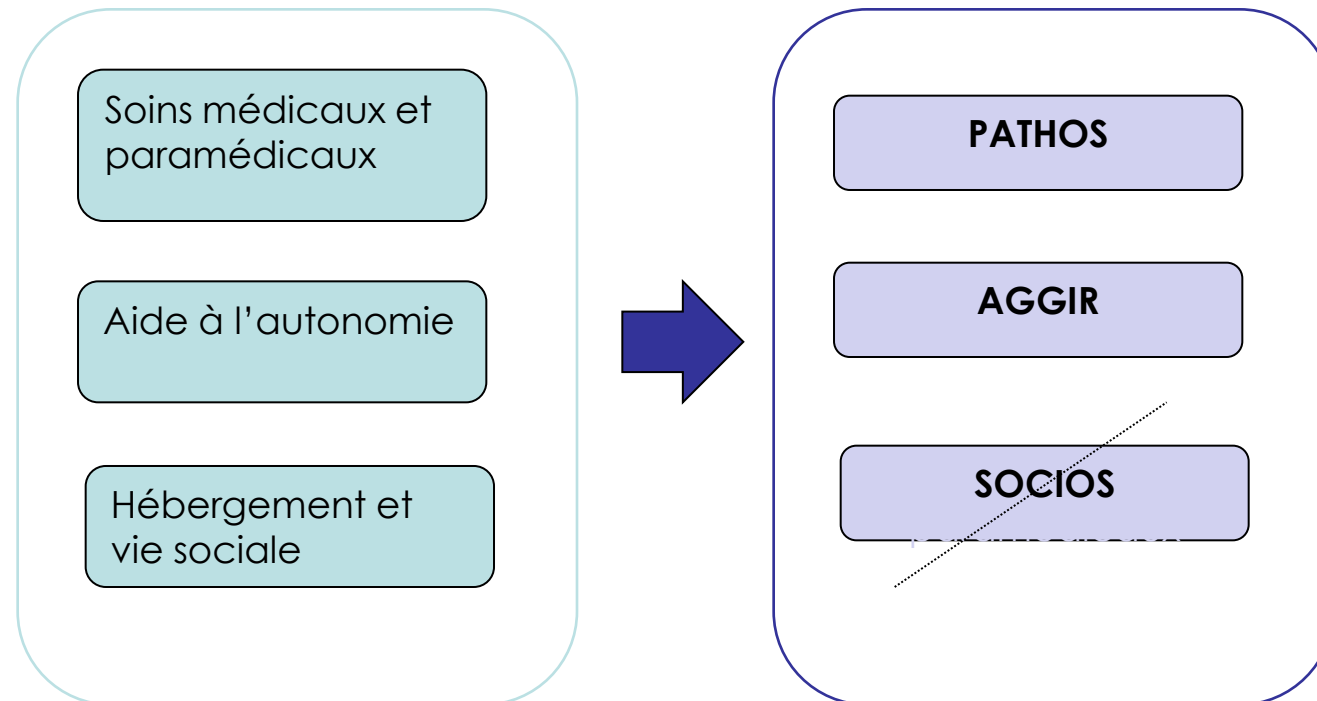 Soins médicaux et
paramédicaux
Aide à l’autonomie
Hébergement et
vie sociale
PATHOS
AGGIR
SOCIOS